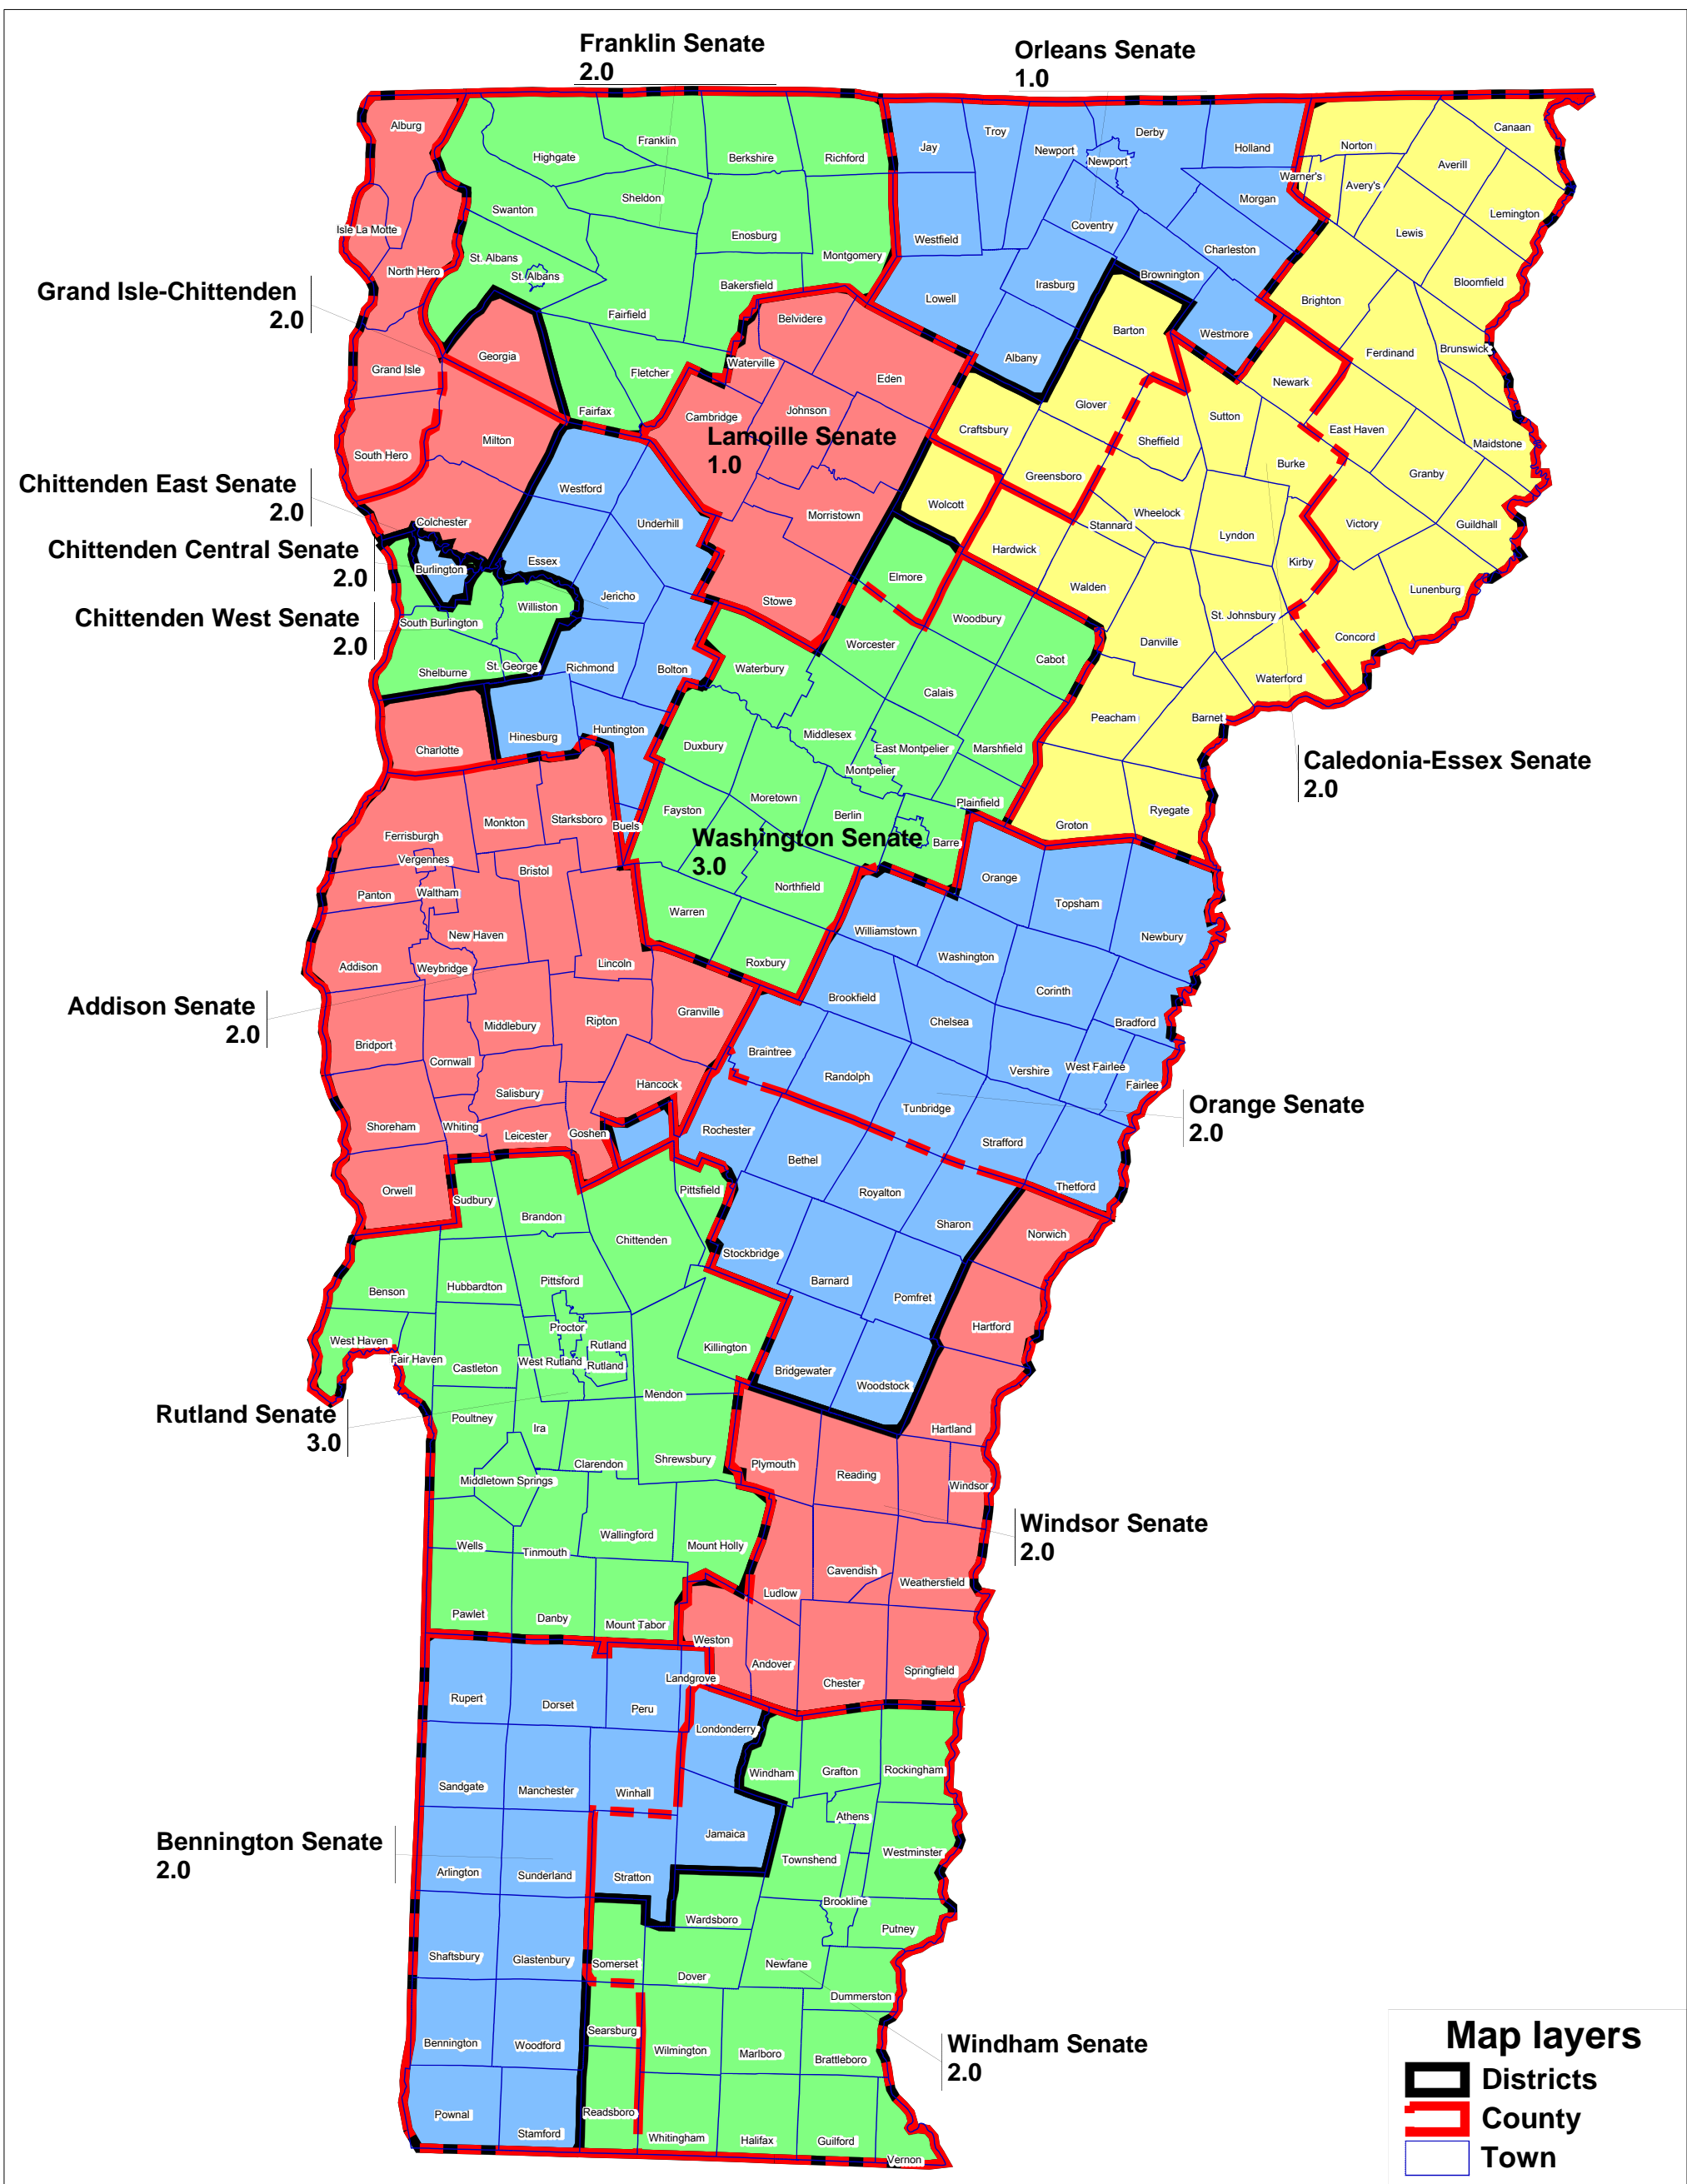 Franklin Senate
2.0
Orleans Senate
1.0
Alburg
Franklin
Highgate
Berkshire
Richford
Jay
Troy
Newport
Newport
Derby
Holland
Norton
Canaan
Averill
Warner's
Avery's
Morgan
Lemington
Isle La Motte
Swanton
Sheldon
Enosburg
Westfield
Coventry
Charleston
Lewis
North Hero
St. Albans
St. Albans
Montgomery
Bakersfield
Lowell
Irasburg
Brownington
Bloomfield
Brighton
Grand Isle-Chittenden
2.0
Fairfield
Belvidere
Barton
Westmore
Georgia
Grand Isle
Fletcher
Waterville
Eden
Albany
Ferdinand
Brunswick
Newark
Fairfax
Cambridge
Johnson
Glover
Sutton
Lamoille Senate
1.0
Milton
South Hero
Craftsbury
Sheffield
East Haven
Maidstone
Burke
Granby
Greensboro
Chittenden East Senate
2.0
Westford
Wolcott
Colchester
Underhill
Morristown
Stannard
Wheelock
Victory
Guildhall
Lyndon
Chittenden Central Senate
2.0
Burlington
Essex
Hardwick
Kirby
Elmore
Walden
Lunenburg
Jericho
Stowe
Chittenden West Senate
2.0
Williston
South Burlington
Woodbury
St. Johnsbury
Concord
Worcester
Danville
Cabot
Shelburne
St. George
Richmond
Bolton
Waterbury
Waterford
Calais
Peacham
Barnet
Charlotte
Hinesburg
Huntington
Duxbury
Middlesex
East Montpelier
Marshfield
Montpelier
Caledonia-Essex Senate
2.0
Moretown
Plainfield
Ryegate
Groton
Ferrisburgh
Monkton
Starksboro
Buels
Fayston
Berlin
Barre
Washington Senate
3.0
Vergennes
Bristol
Panton
Waltham
Northfield
Orange
Topsham
Warren
New Haven
Williamstown
Newbury
Addison
Weybridge
Lincoln
Roxbury
Washington
Addison Senate
2.0
Brookfield
Corinth
Granville
Middlebury
Ripton
Chelsea
Bradford
Bridport
Cornwall
Braintree
Randolph
Vershire
West Fairlee
Fairlee
Salisbury
Hancock
Orange Senate
2.0
Tunbridge
Shoreham
Whiting
Leicester
Goshen
Rochester
Strafford
Bethel
Orwell
Sudbury
Pittsfield
Royalton
Thetford
Brandon
Sharon
Norwich
Chittenden
Stockbridge
Benson
Hubbardton
Pittsford
Barnard
Pomfret
West Haven
Proctor
Hartford
Fair Haven
Castleton
West Rutland
Rutland
Rutland
Killington
Bridgewater
Woodstock
Mendon
Rutland Senate
3.0
Poultney
Ira
Hartland
Clarendon
Shrewsbury
Plymouth
Reading
Middletown Springs
Windsor
Windsor Senate
2.0
Wells
Tinmouth
Wallingford
Mount Holly
Cavendish
Weathersfield
Ludlow
Pawlet
Danby
Mount Tabor
Weston
Andover
Springfield
Landgrove
Chester
Rupert
Dorset
Peru
Londonderry
Windham
Grafton
Rockingham
Sandgate
Manchester
Winhall
Athens
Jamaica
Bennington Senate
2.0
Westminster
Townshend
Arlington
Sunderland
Stratton
Brookline
Wardsboro
Putney
Shaftsbury
Glastenbury
Somerset
Newfane
Dover
Dummerston
Searsburg
Bennington
Woodford
Wilmington
Marlboro
Brattleboro
Windham Senate
2.0
Pownal
Stamford
Readsboro
Whitingham
Halifax
Guilford
Vernon
Map layers
Districts
County
Town